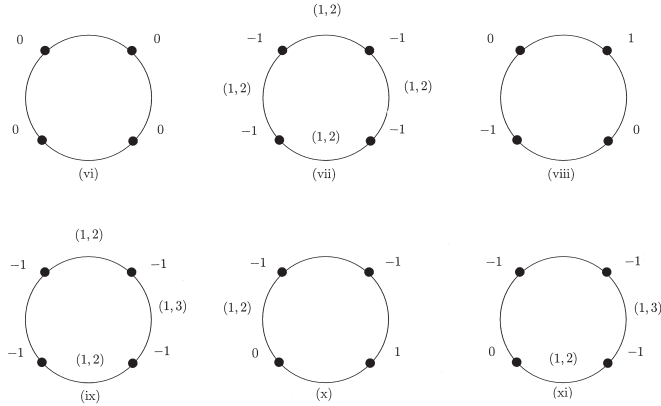 (1, 2)
0 0 −1 −1 0 1
(1, 2) (1, 2)
0 0 −1 (1, 2) −1 −1 0
(vi) (vii) (viii)
(1, 2)
−1 −1 −1 −1 −1 −1
(1, 3) (1, 2) (1, 3)
−1 (1, 2) −1 0 1 0 (1, 2) −1
(ix) (x) (xi)